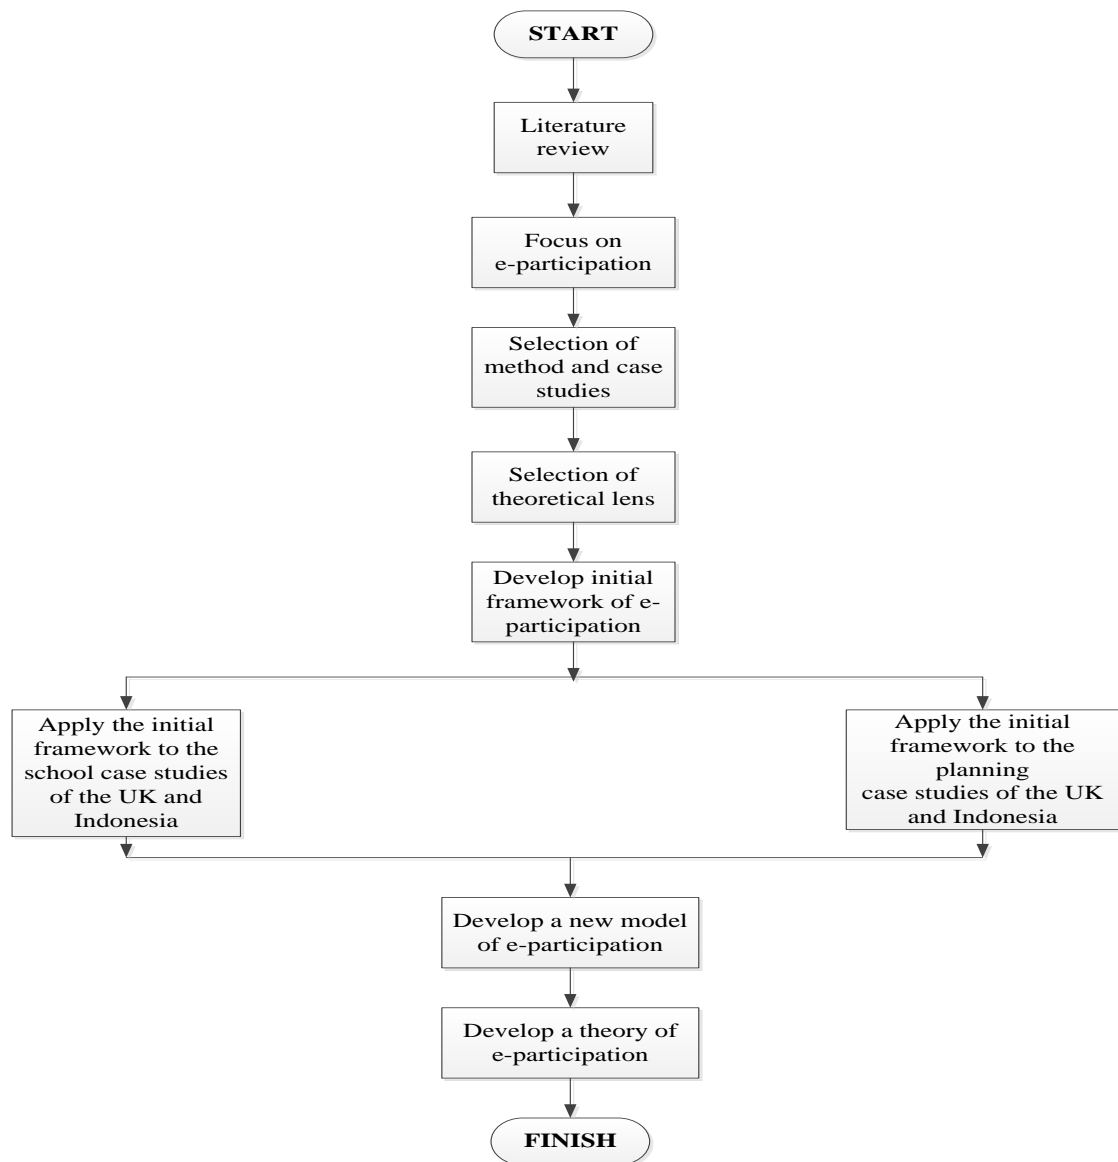 START
Literature
review
Focus on
e-participation
Selection of
method and case
studies
Selection of
theoretical lens
Develop initial
framework of e-
participation
Apply the initial
framework to the
school case studies
of the UK and
Indonesia
Apply the initial
framework to the
planning
case studies of the UK
and Indonesia
Develop a new model
of e-participation
Develop a theory of
e-participation
FINISH